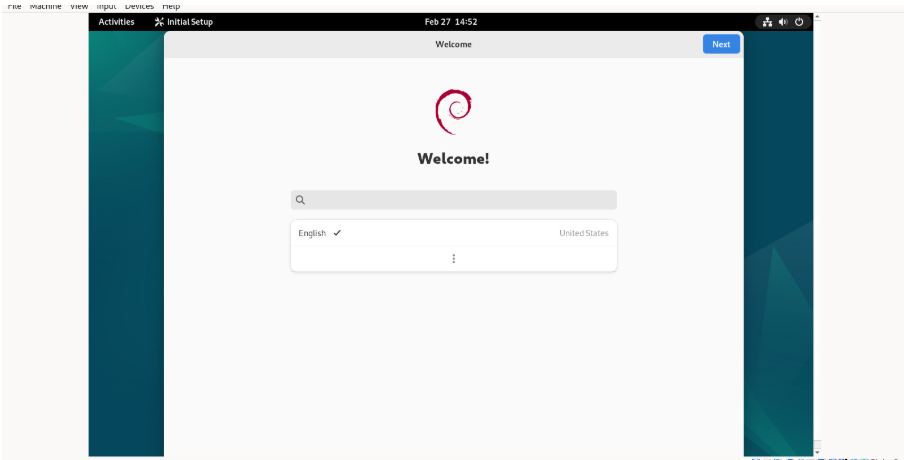 File Machine View Input Devices Help
Activities Initial Setup Feb 27 14:52
Welcome Next
Welcome!
English ✓ United States